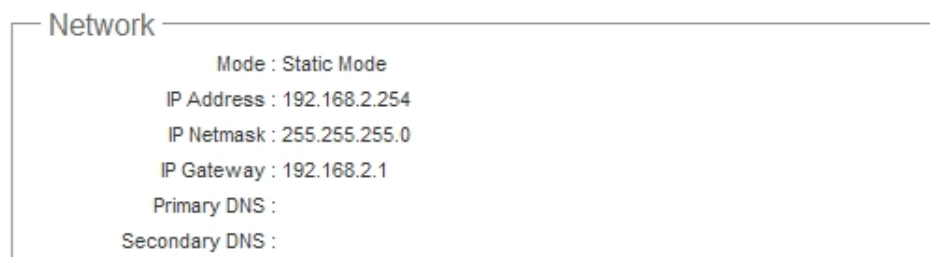 Network
Mode : Static Mode
IP Address : 192.168.2.254
IP Netmask : 255.255.255.0
IP Gateway : 192.168.2.1
Primary DNS :
Secondary DNS :